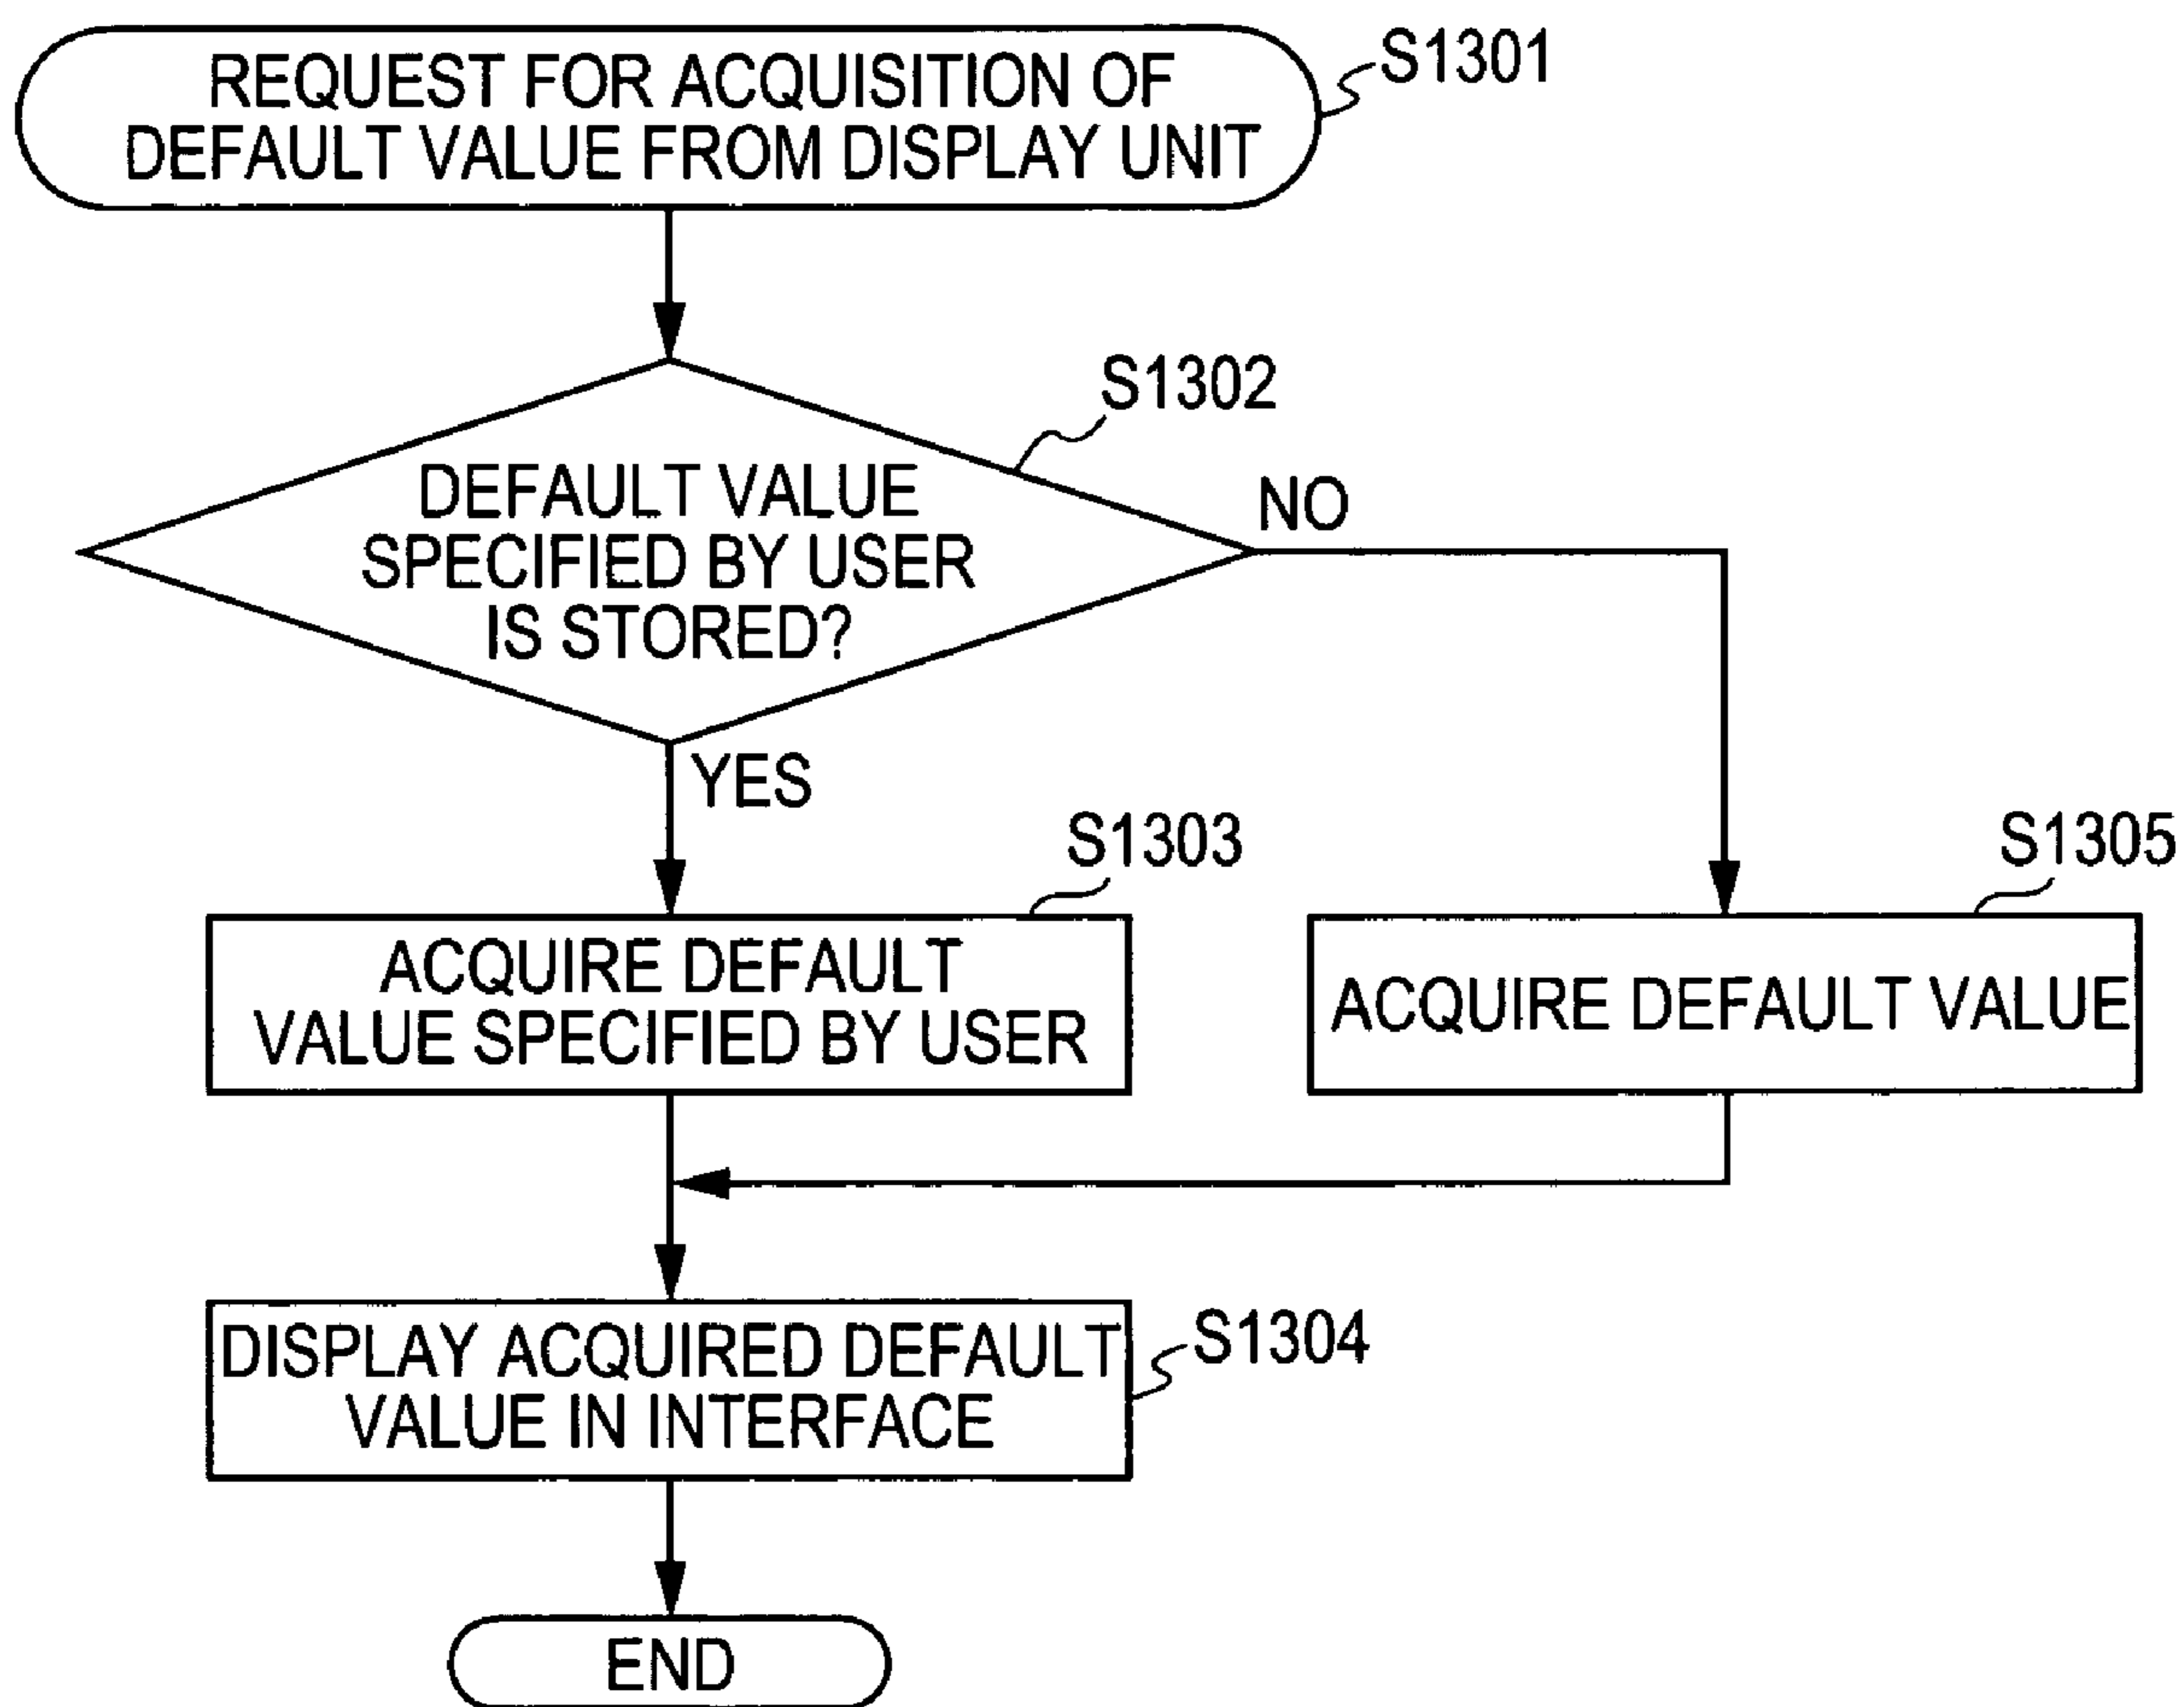 REQUEST FOR ACQUISITION OF
DEFAULT VALUE FROM DISPLAY UNIT
S1301
S1302
DEFAULT VALUE
SPECIFIED BY USER
IS STORED?
NO
YES
S1303
ACQUIRE DEFAULT
VALUE SPECIFIED BY USER
S1305
ACQUIRE DEFAULT VALUE
DISPLAY ACQUIRED DEFAULT
VALUE IN INTERFACE
S1304
END